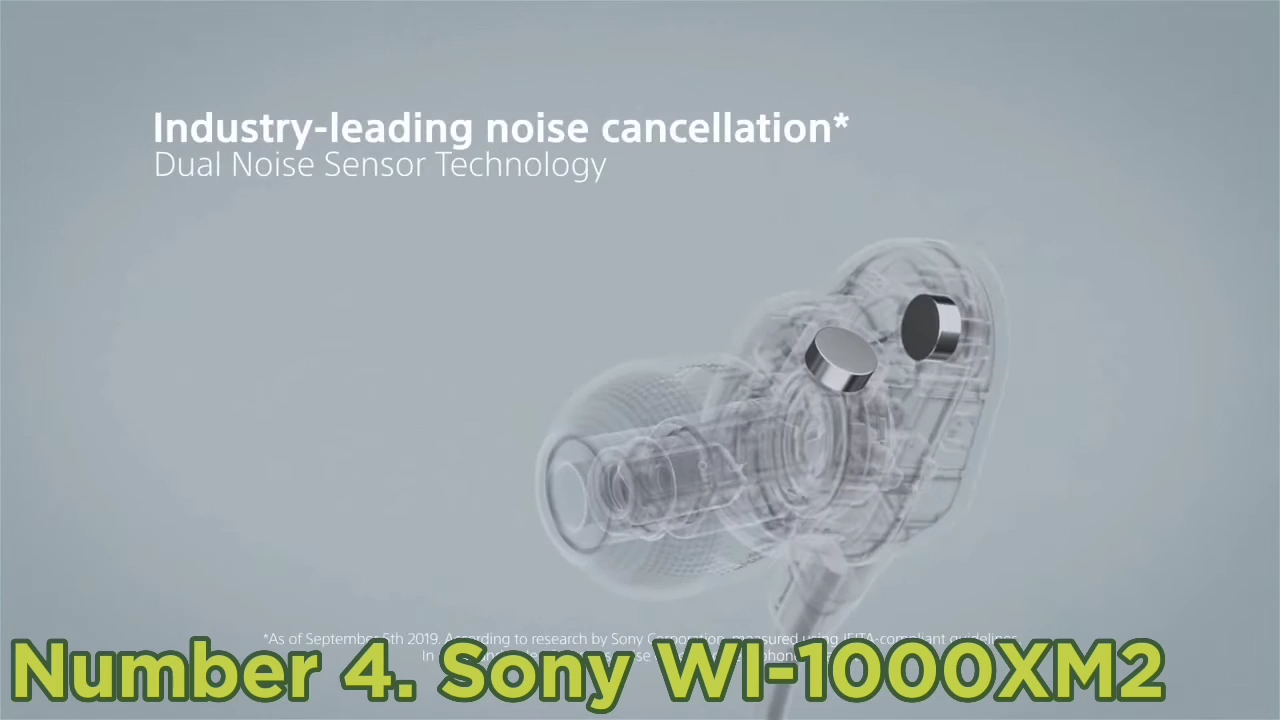 Industry-leading noise cancellation*
Dual Noise Sensor Technology
*As of September 5th 2019. According to research by Sony Corporation, measured using JEITA-compliant guidelines.
In
Number 4. Sony WI-1000XM2